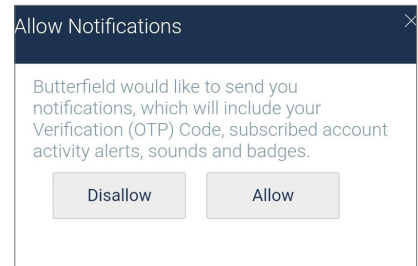 Allow Notifications
Butterfield would like to send you
notifications, which will include your
Verification (OTP) Code, subscribed account
activity alerts, sounds and badges.
Disallow Allow